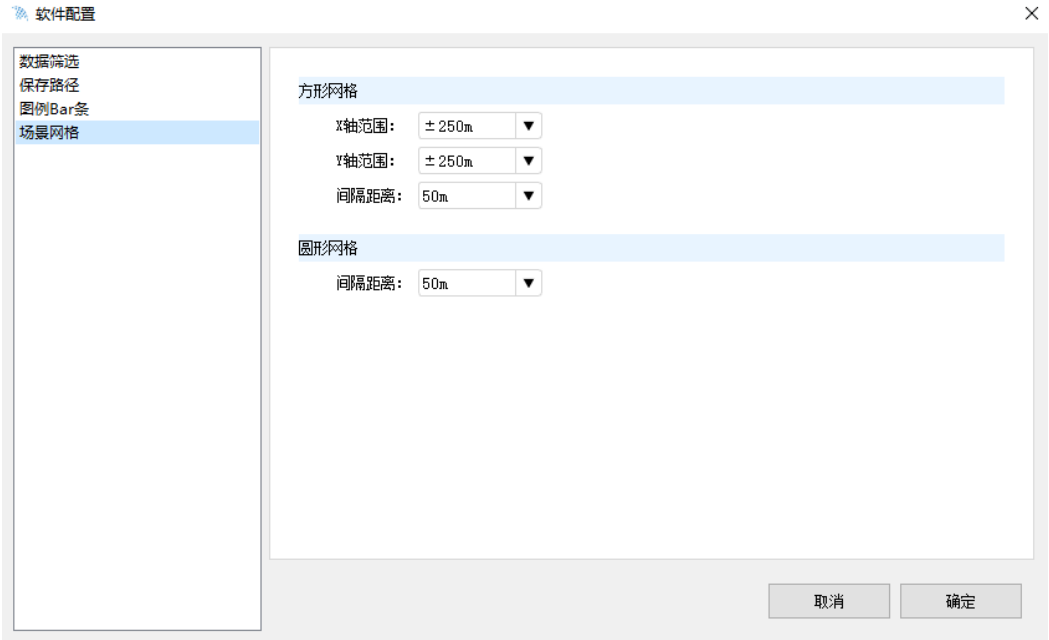 软件配置
数据筛选
保存路径
图例Bar条
场景网格
方形网格
X轴范围： ±250m
Y轴范围： ±250m
间隔距离： 50m
圆形网格
间隔距离： 50m
取消 确定